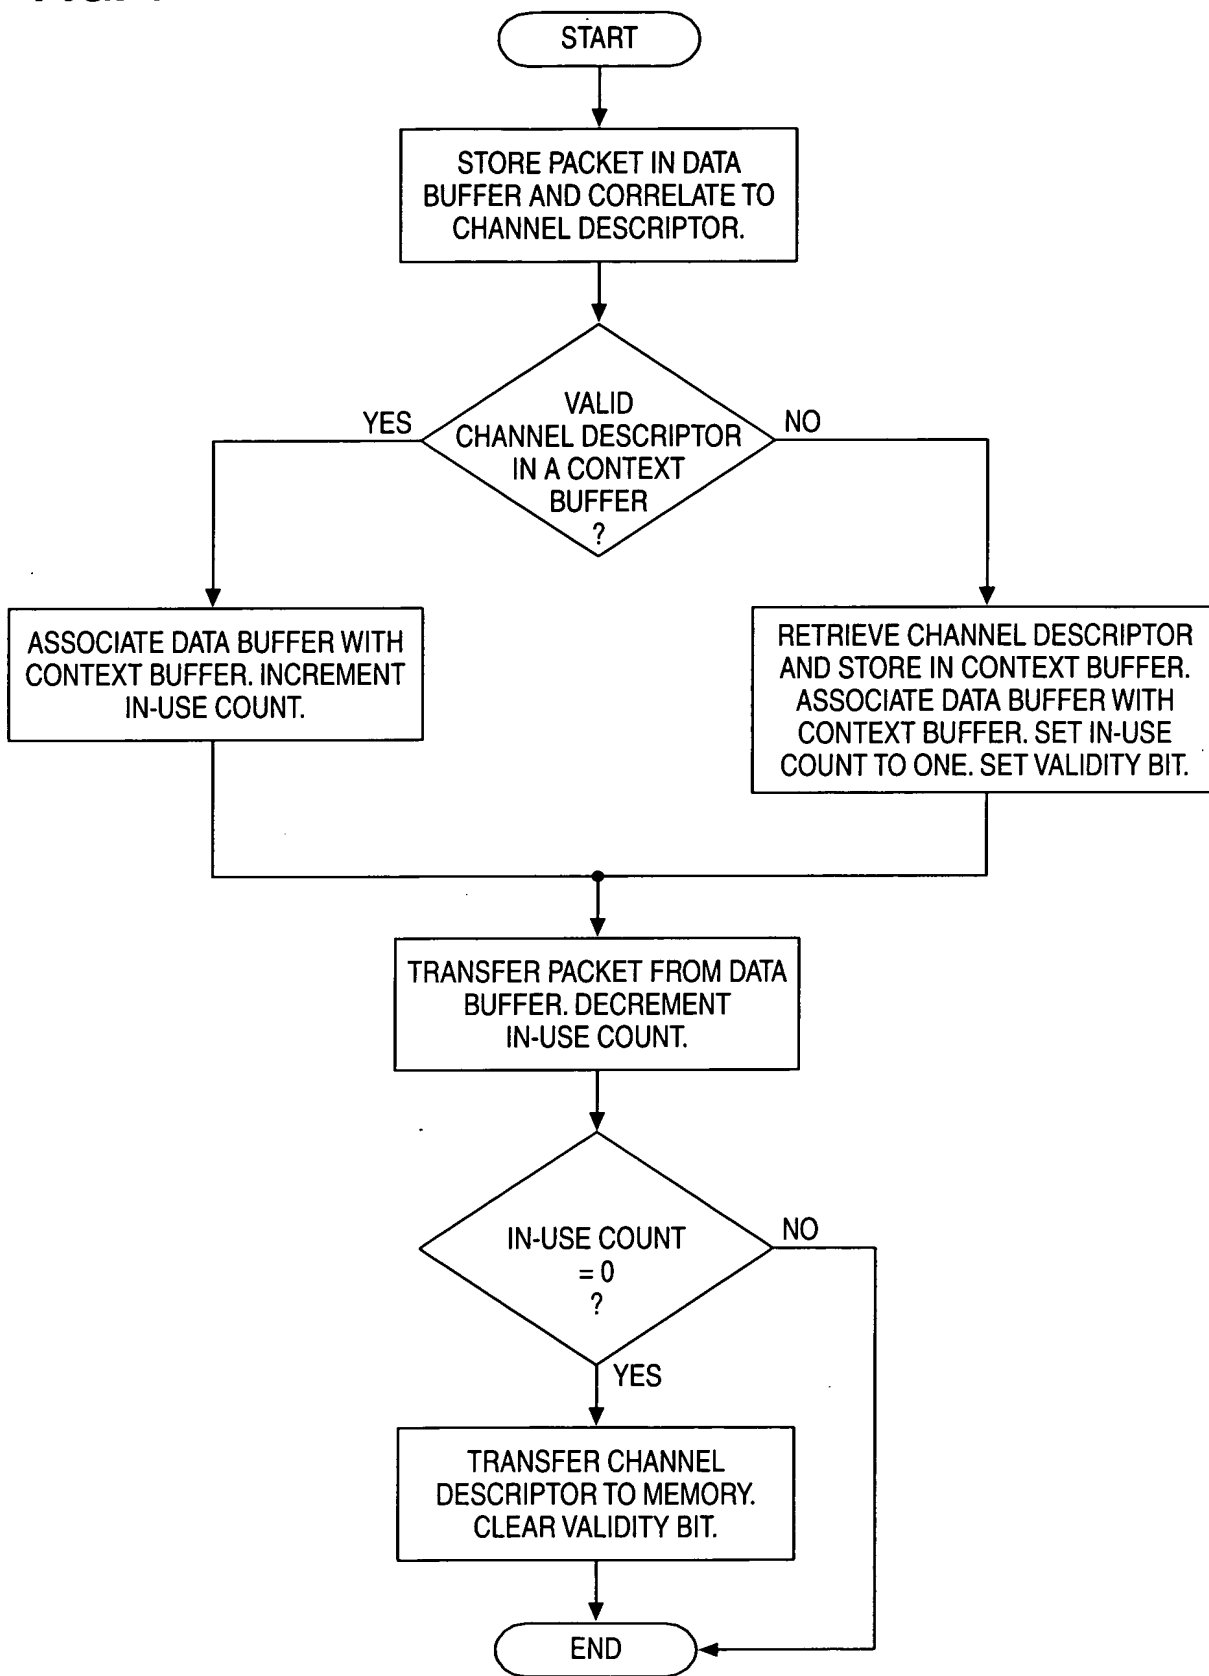 START
STORE PACKET IN DATA
BUFFER AND CORRELATE TO
CHANNEL DESCRIPTOR.
VALID
CHANNEL DESCRIPTOR
IN A CONTEXT
BUFFER
?
YES
NO
ASSOCIATE DATA BUFFER WITH
CONTEXT BUFFER. INCREMENT
IN-USE COUNT.
RETRIEVE CHANNEL DESCRIPTOR
AND STORE IN CONTEXT BUFFER.
ASSOCIATE DATA BUFFER WITH
CONTEXT BUFFER. SET IN-USE
COUNT TO ONE. SET VALIDITY BIT.
TRANSFER PACKET FROM DATA
BUFFER. DECREMENT
IN-USE COUNT.
IN-USE COUNT
= 0
?
NO
YES
TRANSFER CHANNEL
DESCRIPTOR TO MEMORY.
CLEAR VALIDITY BIT.
END